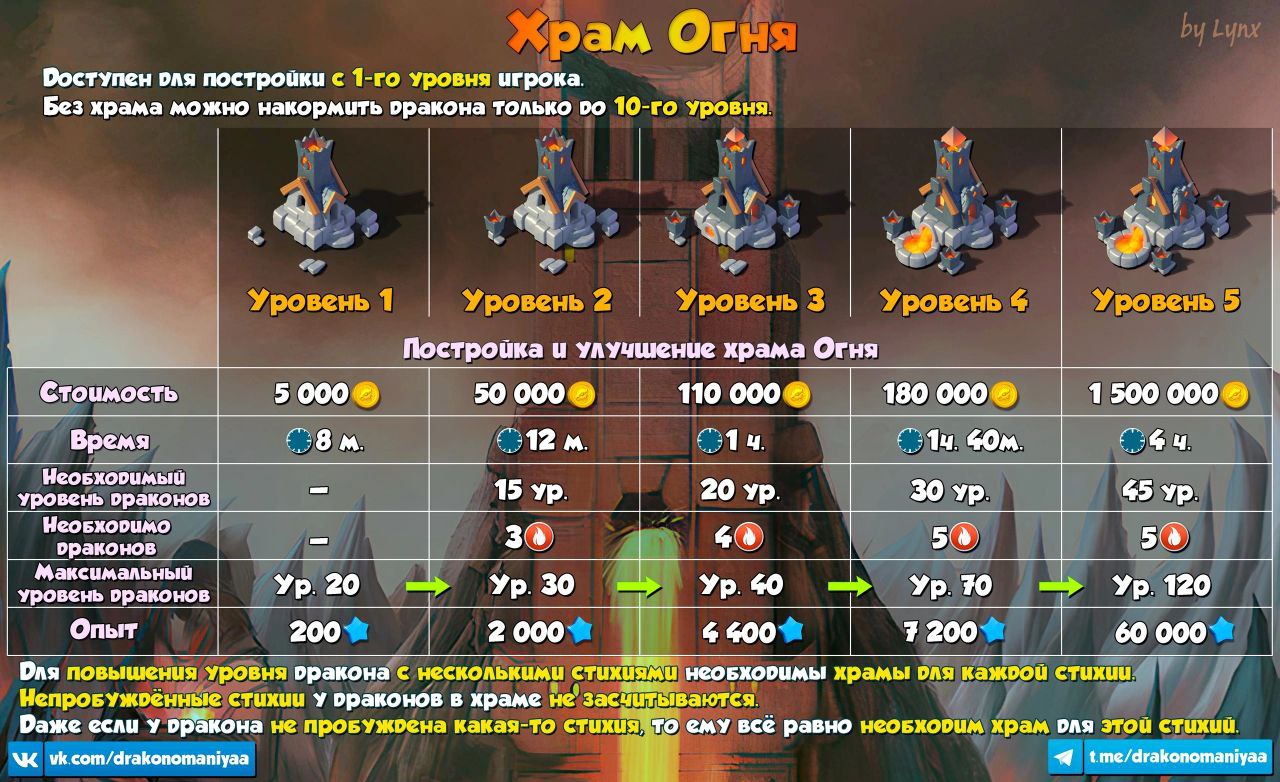 Храм Огня
by Lynx
Доступен для постройки с 1-го уровня игрока.
Без храма можно накормить дракона только до 10-го уровня.
Уровень 1 Уровень 2 Уровень 3 Уровень 4 Уровень 5
Постройка и улучшение храма Огня
Стоимость 5 000 50 000 110 000 180 000 1 500 000
Время 8 м. 12 м. 1 ч. 1ч. 40м. 4 ч.
Необходимый
уровень драконов – 15 ур. 20 ур. 30 ур. 45 ур.
Необходимо
драконов – 3 4 5 5
Максимальный
уровень драконов Ур. 20 Ур. 30 Ур. 40 Ур. 70 Ур. 120
Опыт 200 2 000 4 400 7 200 60 000
Для повышения уровня дракона с несколькими стихиями необходимы храмы для каждой стихии.
Непробуждённые стихии у драконов в храме не засчитываются.
Даже если у дракона не пробуждена какая-то стихия, то ему всё равно необходим храм для этой стихий.
vk.com/drakonomaniyaa
t.me/drakonomaniyaa